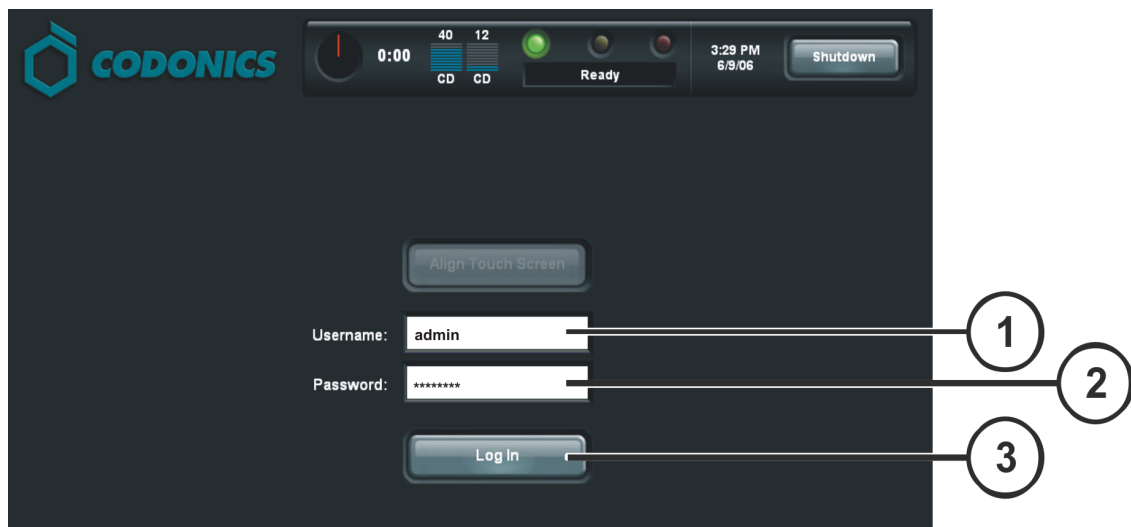 CODONICS
0:00
40 12
CD CD
Ready
3:29 PM
6/9/06
Shutdown
Align Touch Screen
Username: admin
1
Password: ********
2
Log In
3